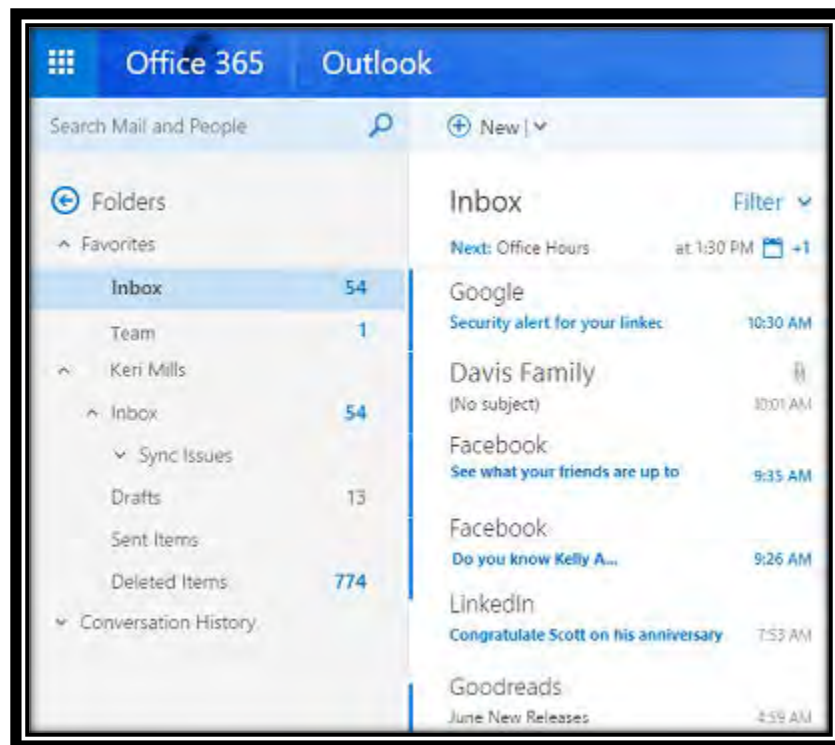 Office 365 Outlook
Search Mail and People
New
Folders
Favorites
Inbox 54
Team 1
Keri Mills
Inbox 54
Sync Issues
Drafts 13
Sent Items
Deleted Items 774
Conversation History
Inbox Filter
Next: Office Hours at 1:30 PM +1
Google
Security alert for your linkec 10:30 AM
Davis Family
(No subject) 10:01 AM
Facebook
See what your friends are up to 9:35 AM
Facebook
Do you know Kelly A... 9:26 AM
LinkedIn
Congratulate Scott on his anniversary 7:53 AM
Goodreads
June New Releases 4:59 AM